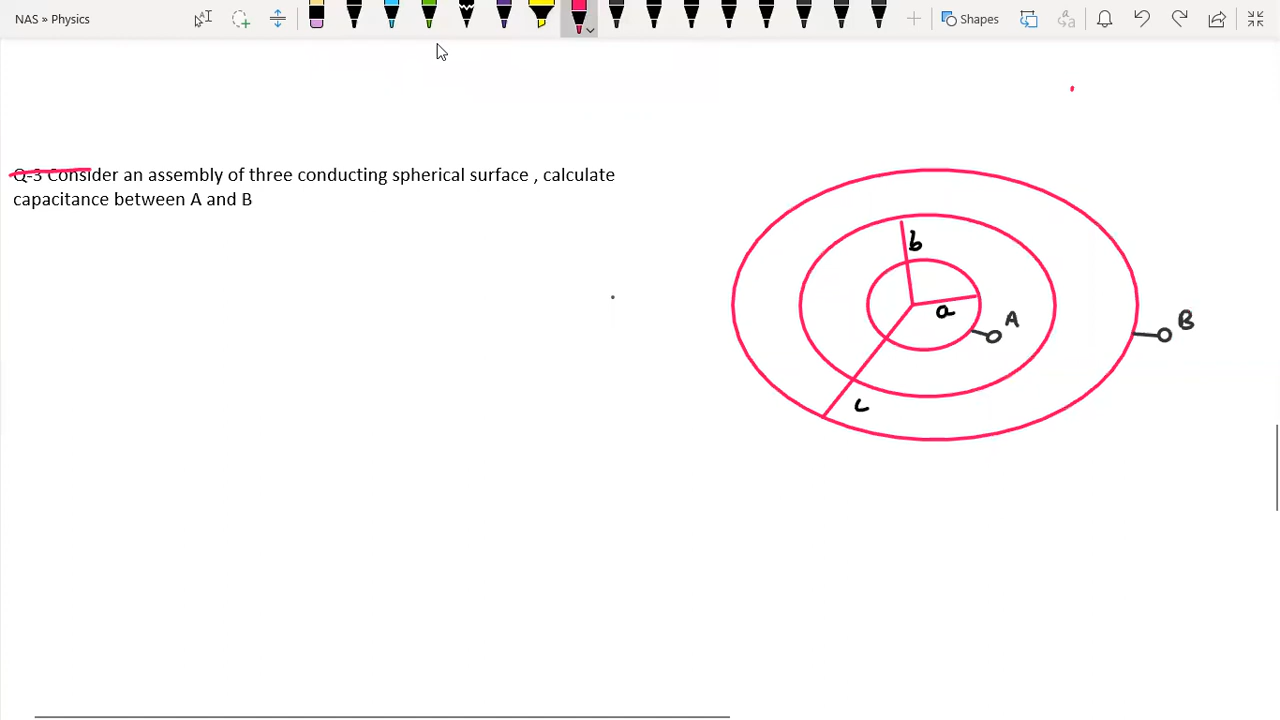 NAS » Physics
Shapes
Q-3 Consider an assembly of three conducting spherical surface , calculate
capacitance between A and B
b
a
A
B
c